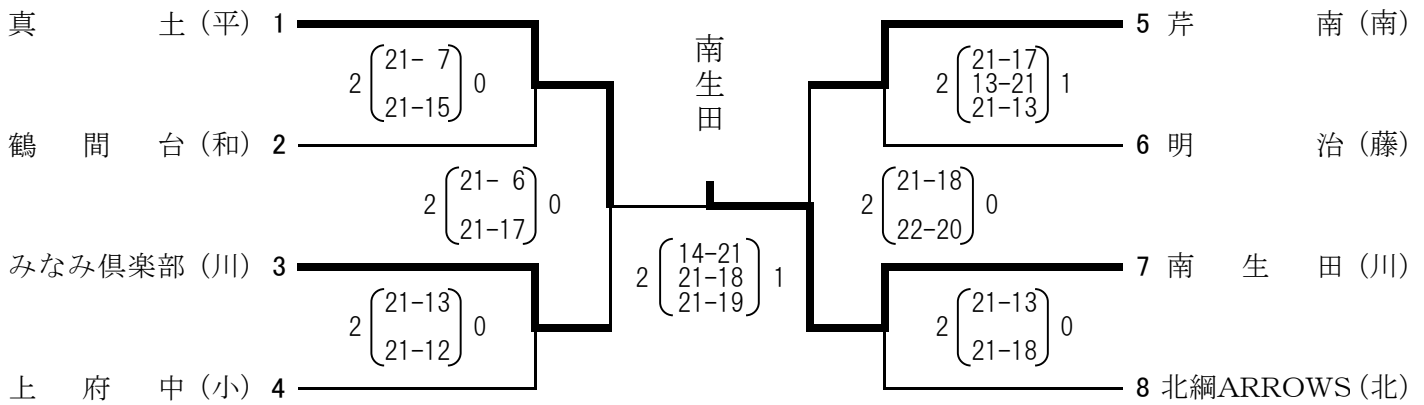 真土（平） 1
2 21- 7 0
21-15
鶴間台（和） 2
2 21- 6 0
21-17
みなみ倶楽部（川） 3
2 21-13 0
21-12
上府中（小） 4
南生田
14-21
2 21-18 1
21-19
5 芹南（南）
21-17
2 13-21 1
21-13
6 明治（藤）
2 21-18 0
22-20
7 南生田（川）
2 21-13 0
21-18
8 北綱ARROWS（北）